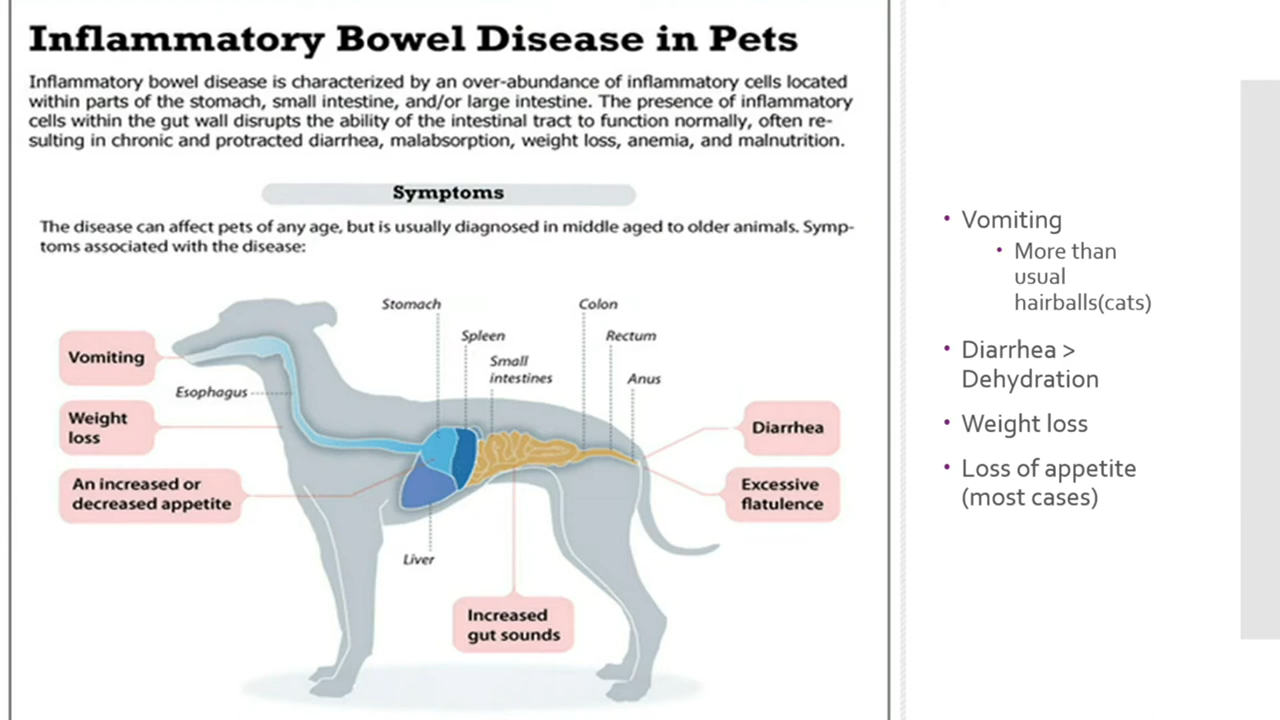 Inflammatory Bowel Disease in Pets
Inflammatory bowel disease is characterized by an over-abundance of inflammatory cells located
within parts of the stomach, small intestine, and/or large intestine. The presence of inflammatory
cells within the gut wall disrupts the ability of the intestinal tract to function normally, often re-
sulting in chronic and protracted diarrhea, malabsorption, weight loss, anemia, and malnutrition.
Symptoms
The disease can affect pets of any age, but is usually diagnosed in middle aged to older animals. Symp-
toms associated with the disease:
Stomach
Colon
Spleen
Rectum
Small
intestines
Anus
Vomiting
Esophagus
Weight
loss
An increased or
decreased appetite
Diarrhea
Excessive
flatulence
Liver
Increased
gut sounds
• Vomiting
• More than
usual
hairballs(cats)
• Diarrhea >
Dehydration
• Weight loss
• Loss of appetite
(most cases)